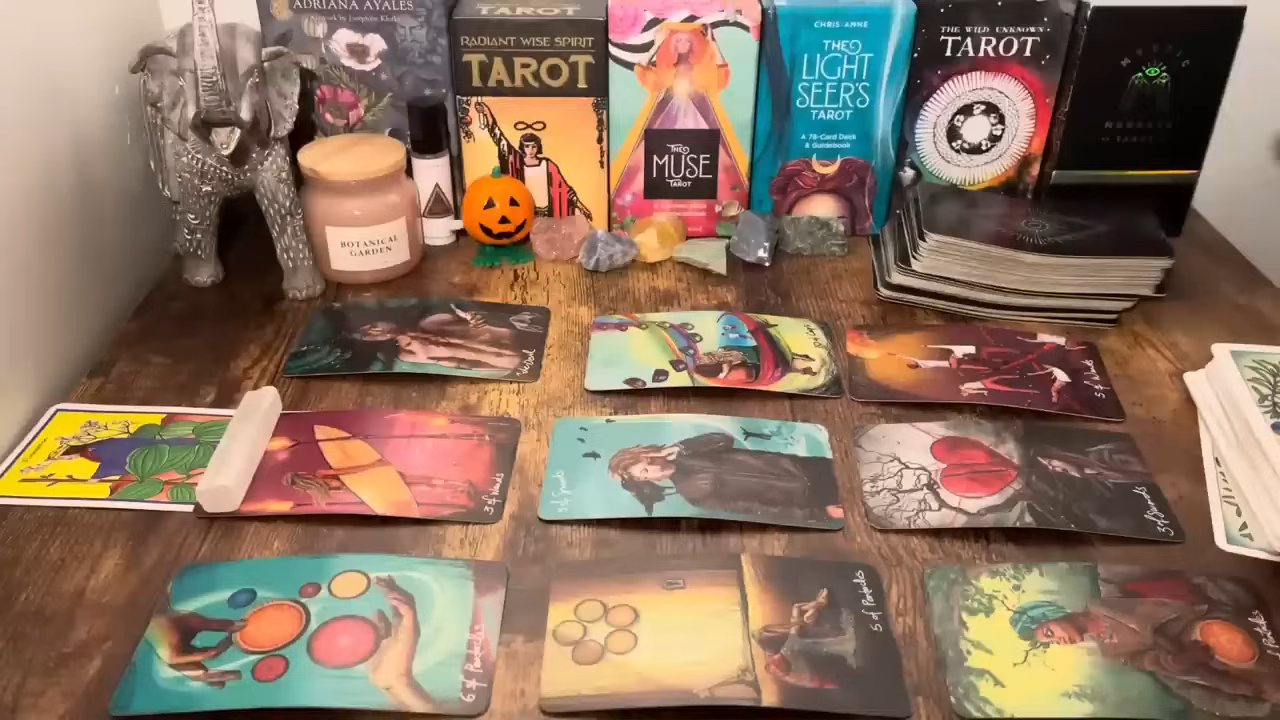 ADRIANA AYALES
TAROT
RADIANT WISE SPIRIT
TAROT
THE
MUSE
TAROT
CHRIS-ANNE
THE
LIGHT
SEER'S
TAROT
A 78-Card Deck
& Guidebook
THE WILD UNKNOWN
TAROT
BOTANICAL
GARDEN
5 of Wands
3 of Wands
5 of Swords
3 of Swords
6 of Pentacles
5 of Pentacles